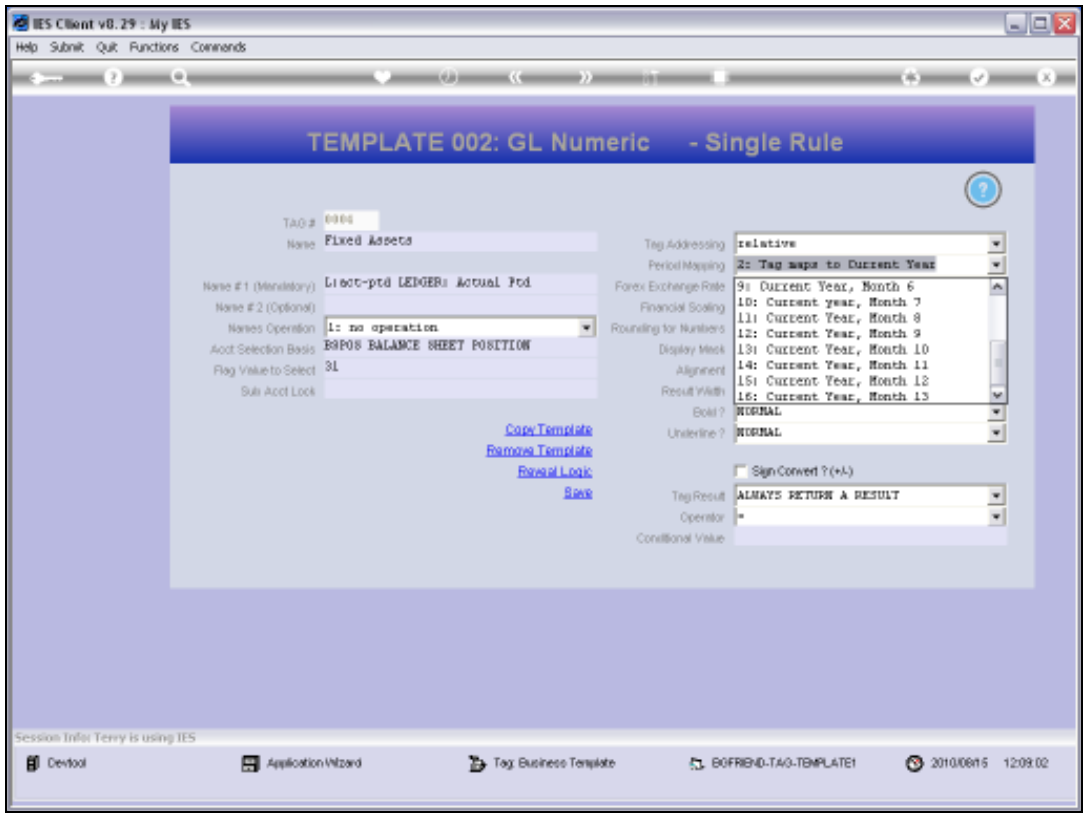 IES Client v8.29 : My IES
Help Submit Quit Functions Commands
TEMPLATE 002: GL Numeric - Single Rule
TAG # 0006
Name Fixed Assets
Name # 1 (Mandatory) L:act-ptd LEDGER: Actual Ptd
Name # 2 (Optional)
Names Operation 1: no operation
Acct Selection Basis BSPOS BALANCE SHEET POSITION
Flag Value to Select 31
Sub Acct Lock
Copy Template
Remove Template
Reveal Logic
Save
Tag Addressing relative
Period Mapping 2: Tag maps to Current Year
Forex Exchange Rate 9: Current Year, Month 6
Financial Scaling 10: Current year, Month 7
11: Current Year, Month 8
Rounding for Numbers 12: Current Year, Month 9
Display Mask 13: Current Year, Month 10
Alignment 14: Current Year, Month 11
15: Current Year, Month 12
Result Width 16: Current Year, Month 13
Bold ? NORMAL
Underline ? NORMAL
Sign Convert ? (+/-)
Tag Result ALWAYS RETURN A RESULT
Operator =
Conditional Value
Session Info: Terry is using IES
Devtool Application Wizard Tag: Business Template BGFRIEND-TAG-TEMPLATE1 2010/08/15 12:09:02